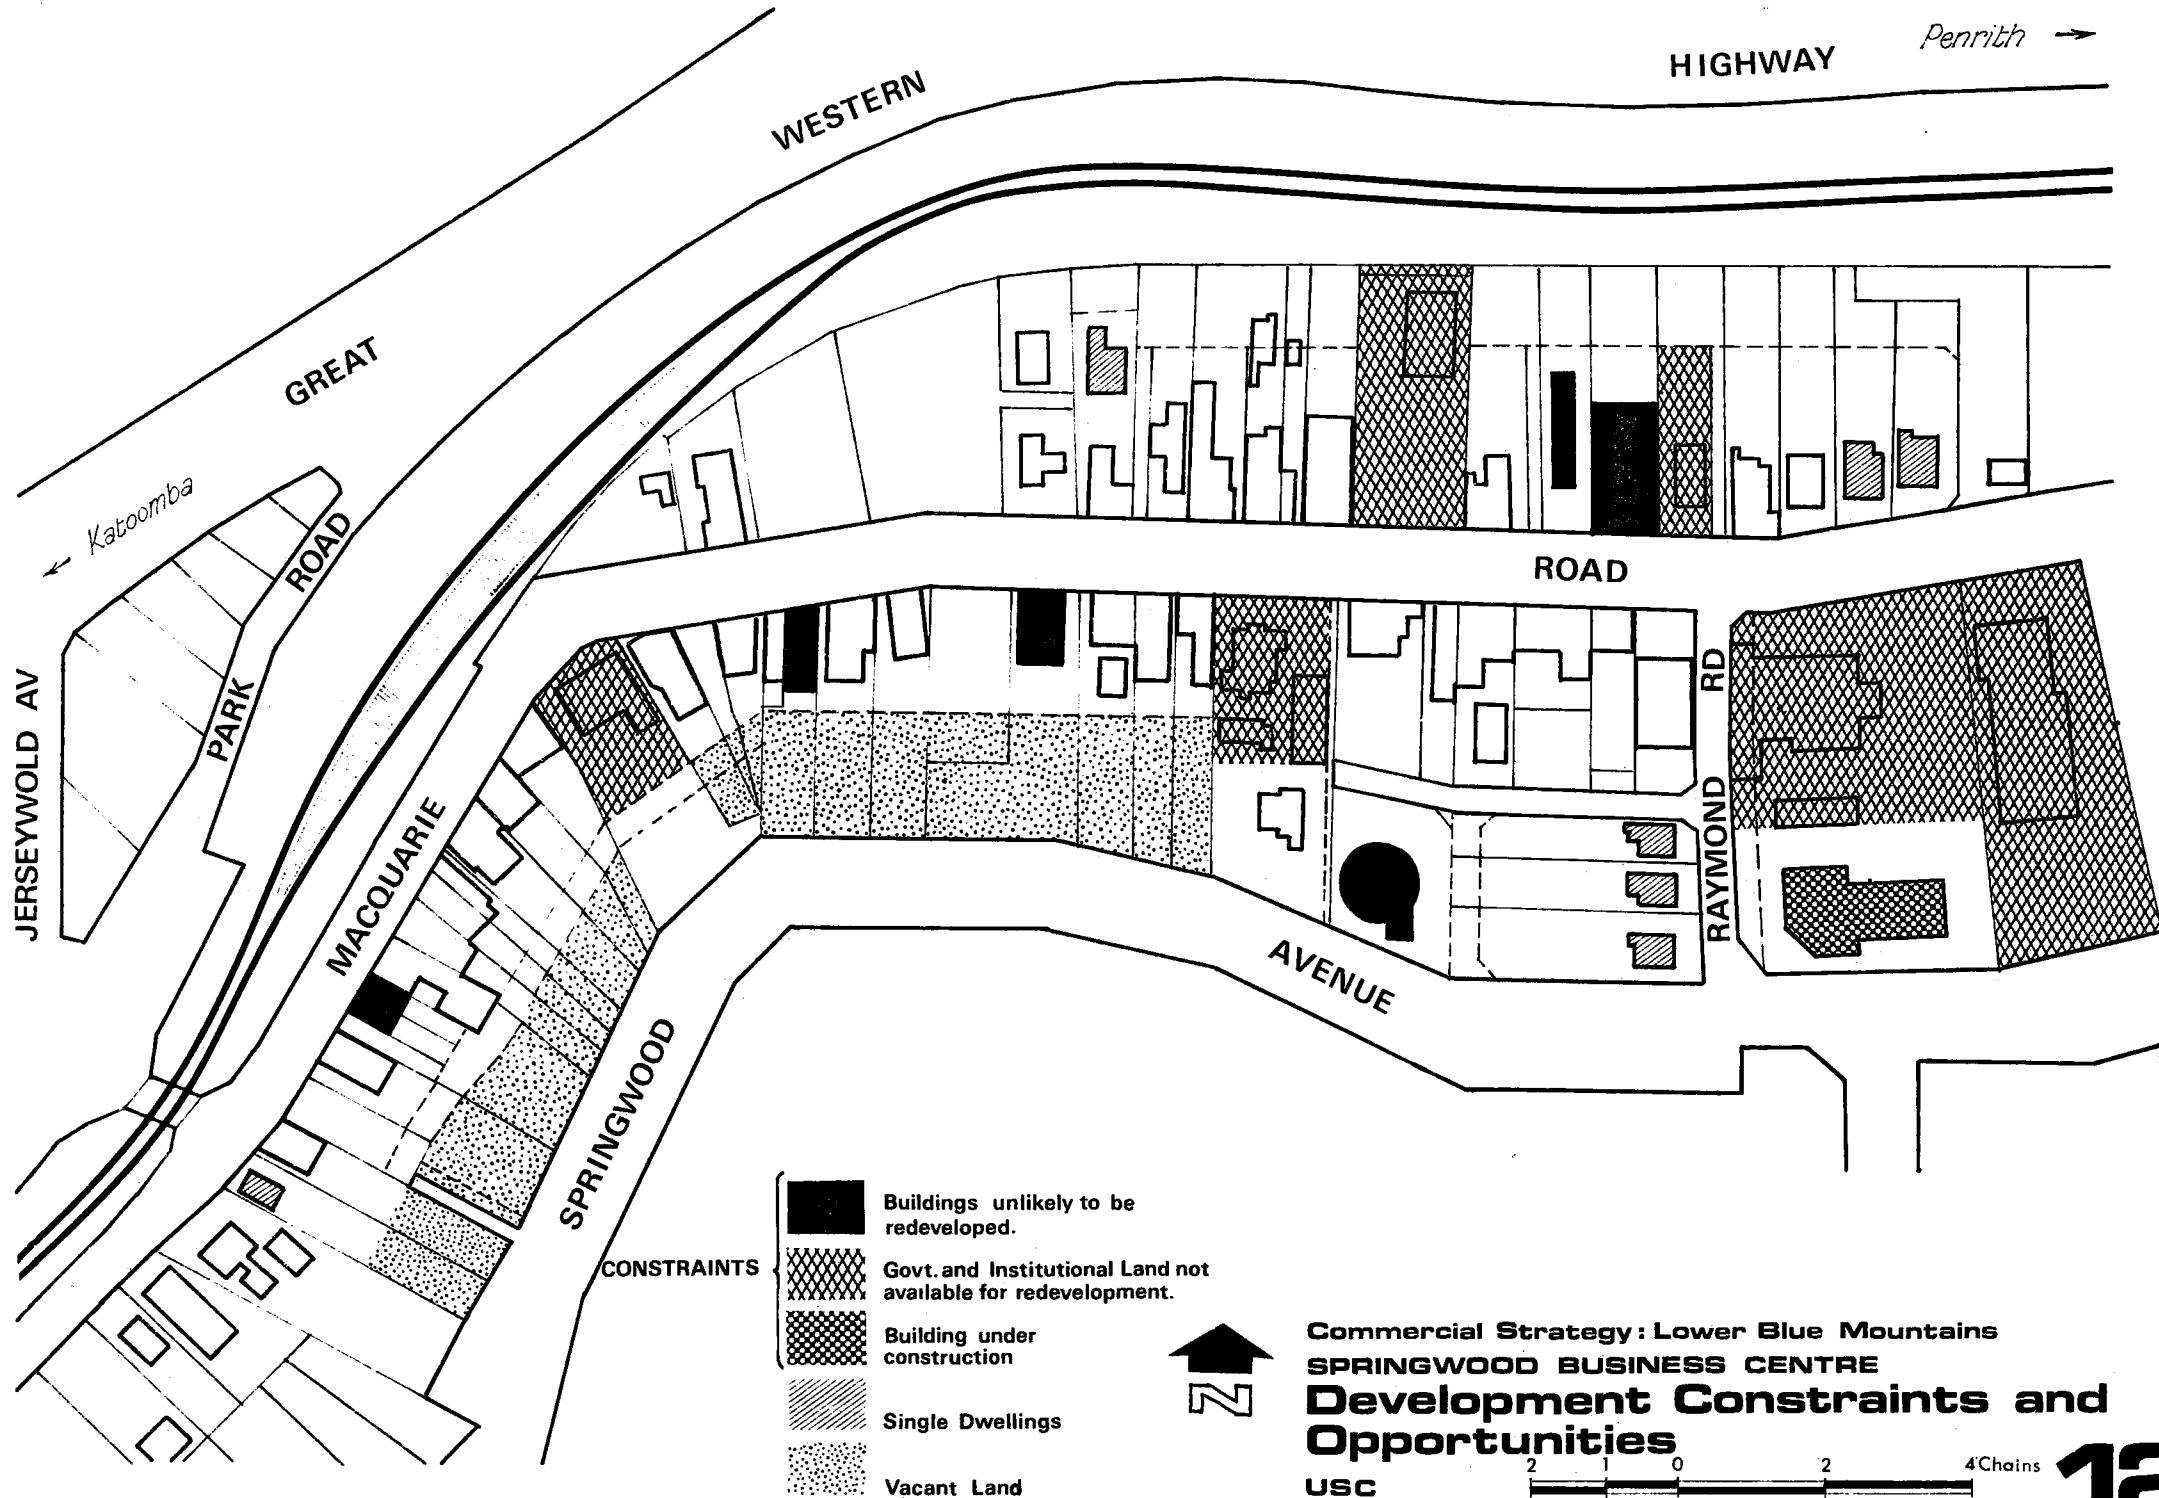 Penrith →
HIGHWAY
WESTERN
GREAT
← Katoomba
PARK ROAD
JERSEYWOLD AV
MACQUARIE ROAD
RAYMOND RD
SPRINGWOOD AVENUE
CONSTRAINTS
Buildings unlikely to be
redeveloped.
Govt. and Institutional Land not
available for redevelopment.
Building under
construction
Single Dwellings
Vacant Land
N
Commercial Strategy: Lower Blue Mountains
SPRINGWOOD BUSINESS CENTRE
Development Constraints and
Opportunities
USC
2 1 0 2 4 Chains